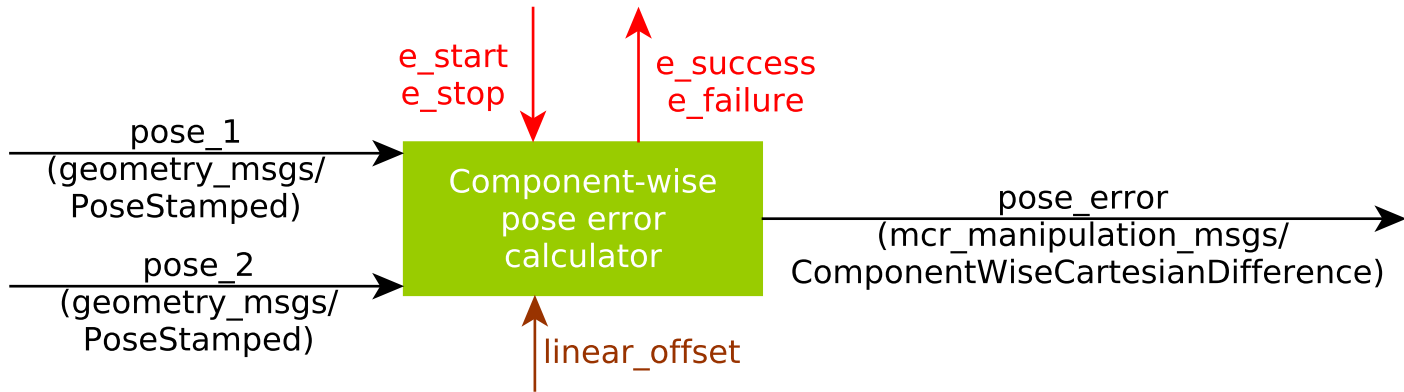 e_start
e_stop
e_success
e_failure
pose_1
(geometry_msgs/
PoseStamped)
pose_2
(geometry_msgs/
PoseStamped)
Component-wise
pose error
calculator
pose_error
(mcr_manipulation_msgs/
ComponentWiseCartesianDifference)
linear_offset